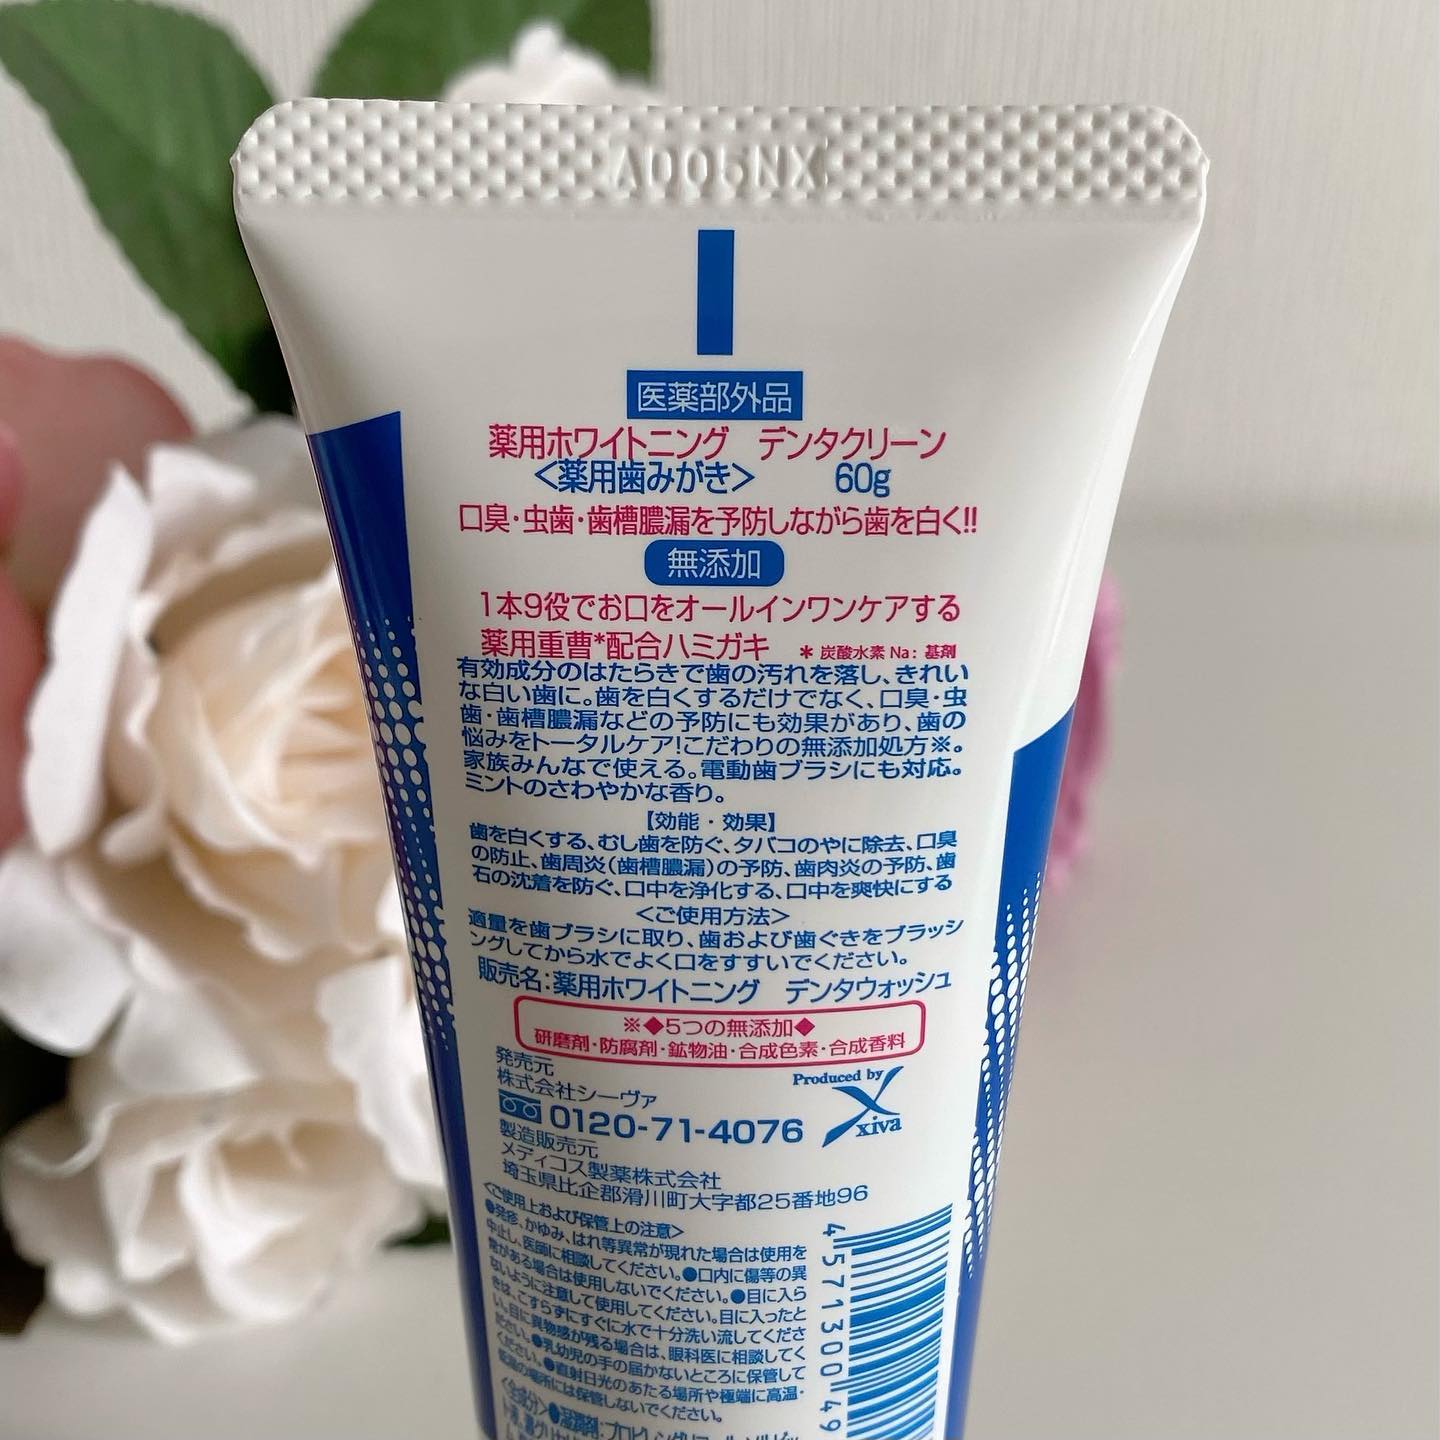 A005NX
医薬部外品
薬用ホワイトニング デンタクリーン
<薬用歯みがき> 60g
口臭・虫歯・歯槽膿漏を予防しながら歯を白く!!
無添加
1本9役でお口をオールインワンケアする
薬用重曹*配合ハミガキ *炭酸水素Na：基剤
有効成分のはたらきで歯の汚れを落し、きれい
な白い歯に。歯を白くするだけでなく、口臭・虫
歯・歯槽膿漏などの予防にも効果があり、歯の
悩みをトータルケア!こだわりの無添加処方※。
家族みんなで使える。電動歯ブラシにも対応。
ミントのさわやかな香り。
【効能・効果】
歯を白くする、むし歯を防ぐ、タバコのやに除去、口臭
の防止、歯周炎(歯槽膿漏)の予防、歯肉炎の予防、歯
石の沈着を防ぐ、口中を浄化する、口中を爽快にする
<ご使用方法>
適量を歯ブラシに取り、歯および歯ぐきをブラッシ
ングしてから水でよく口をすすいでください。
販売名：薬用ホワイトニング デンタウォッシュ
※◆5つの無添加◆
研磨剤・防腐剤・鉱物油・合成色素・合成香料
発売元
株式会社シーヴァ
0120-71-4076
Produced by
xiva
製造販売元
メディコス製薬株式会社
埼玉県比企郡滑川町大字都25番地96
<ご使用上および保管上の注意>
●発疹、かゆみ、はれ等異常が現れた場合は使用を
中止し、医師に相談してください。●口内に傷等の異
常がある場合は使用しないでください。●目に入ら
ないように注意して使用してください。目に入ったと
きは、こすらずにすぐに水で十分洗い流してくださ
い。目に異物感が残る場合は、眼科医に相談してく
ださい。●乳幼児の手の届かないところに保管して
ください。●直射日光のあたる場所や極端に高温・
低温の場所には保管しないでください。
<全成分>●湿潤剤：プロピレングリコール、ソルビッ
4 571300 49